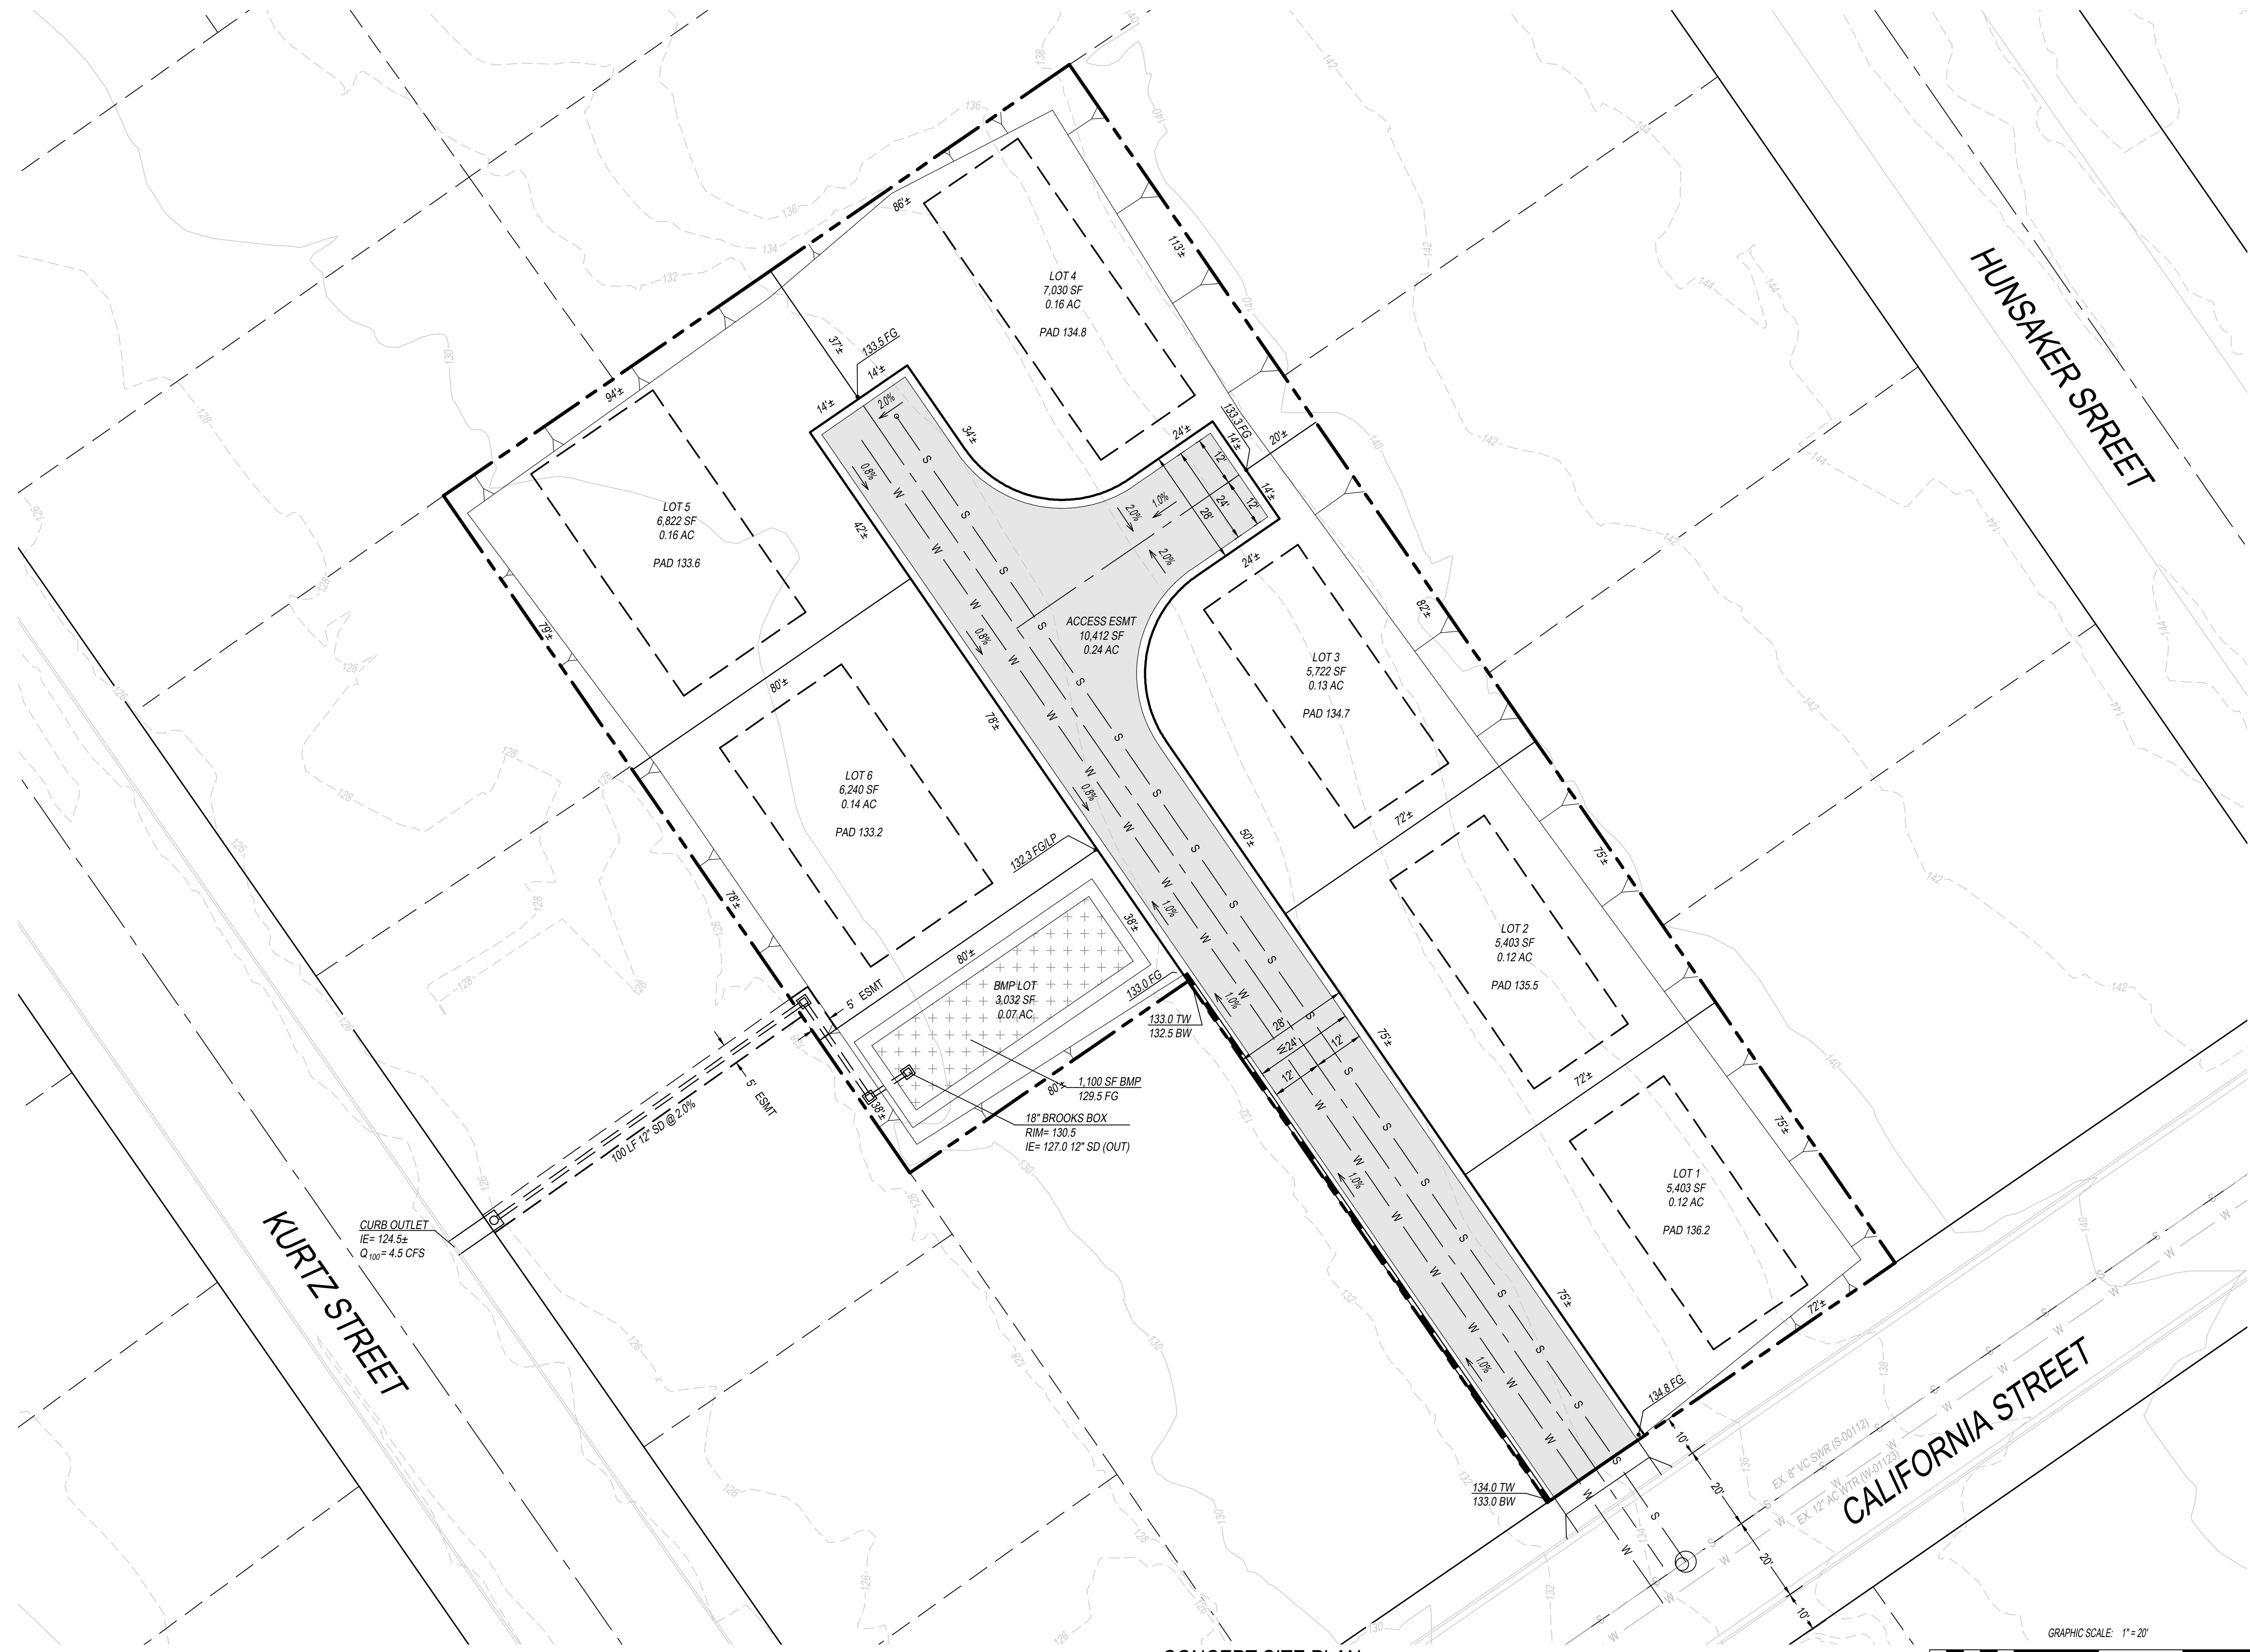 HUNSAKER SRREET
LOT 4
7,030 SF
0.16 AC
PAD 134.8
LOT 5
6,822 SF
0.16 AC
PAD 133.6
LOT 6
6,240 SF
0.14 AC
PAD 133.2
ACCESS ESMT
10,412 SF
0.24 AC
LOT 3
5,722 SF
0.13 AC
PAD 134.7
LOT 2
5,403 SF
0.12 AC
PAD 135.5
LOT 1
5,403 SF
0.12 AC
PAD 136.2
BMP LOT
3,032 SF
0.07 AC
1,100 SF BMP
129.5 FG
18" BROOKS BOX
RIM= 130.5
IE= 127.0 12" SD (OUT)
133.0 TW
132.5 BW
133.0 FG
132.3 FG/LP
133.5 FG
133.3 FG
134.8 FG
134.0 TW
133.0 BW
5' ESMT
5' ESMT
100 LF 12" SD @ 2.0%
CURB OUTLET
IE= 124.5±
Q100= 4.5 CFS
KURTZ STREET
CALIFORNIA STREET
EX. 8" VC SWR (S-00112)
EX. 12" AC WTR (W-01123)
86'±
94'±
113'±
37'±
14'±
14'±
34'±
24'±
14'±
20'±
14'±
24'±
42'±
79'±
80'±
78'±
78'±
80'±
38'±
38'±
80'±
82'±
72'±
50'±
75'±
72'±
75'±
75'±
75'±
72'±
12'
24'
12'
28'
28'
24'
12'
12'
10'
20'
20'
10'
2.0%
0.8%
0.8%
0.8%
1.0%
2.0%
2.0%
1.0%
1.0%
1.0%
1.0%
CONCEPT SITE PLAN
GRAPHIC SCALE: 1" = 20'